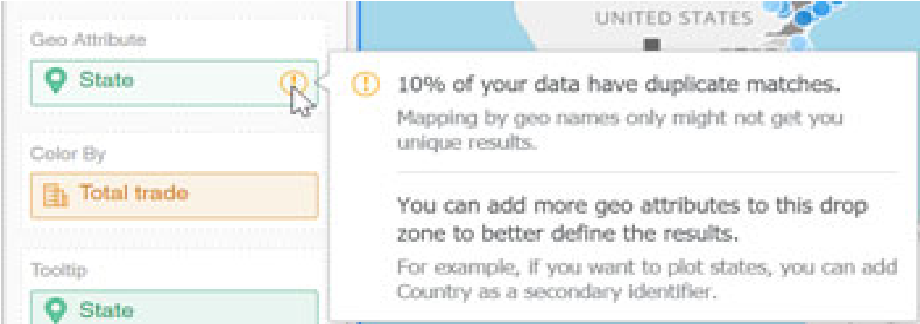 UNITED STATES
Geo Attribute
State
10% of your data have duplicate matches.
Mapping by geo names only might not get you
unique results.
Color By
Total trade
You can add more geo attributes to this drop
zone to better define the results.
For example, if you want to plot states, you can add
Country as a secondary identifier.
Tooltip
State